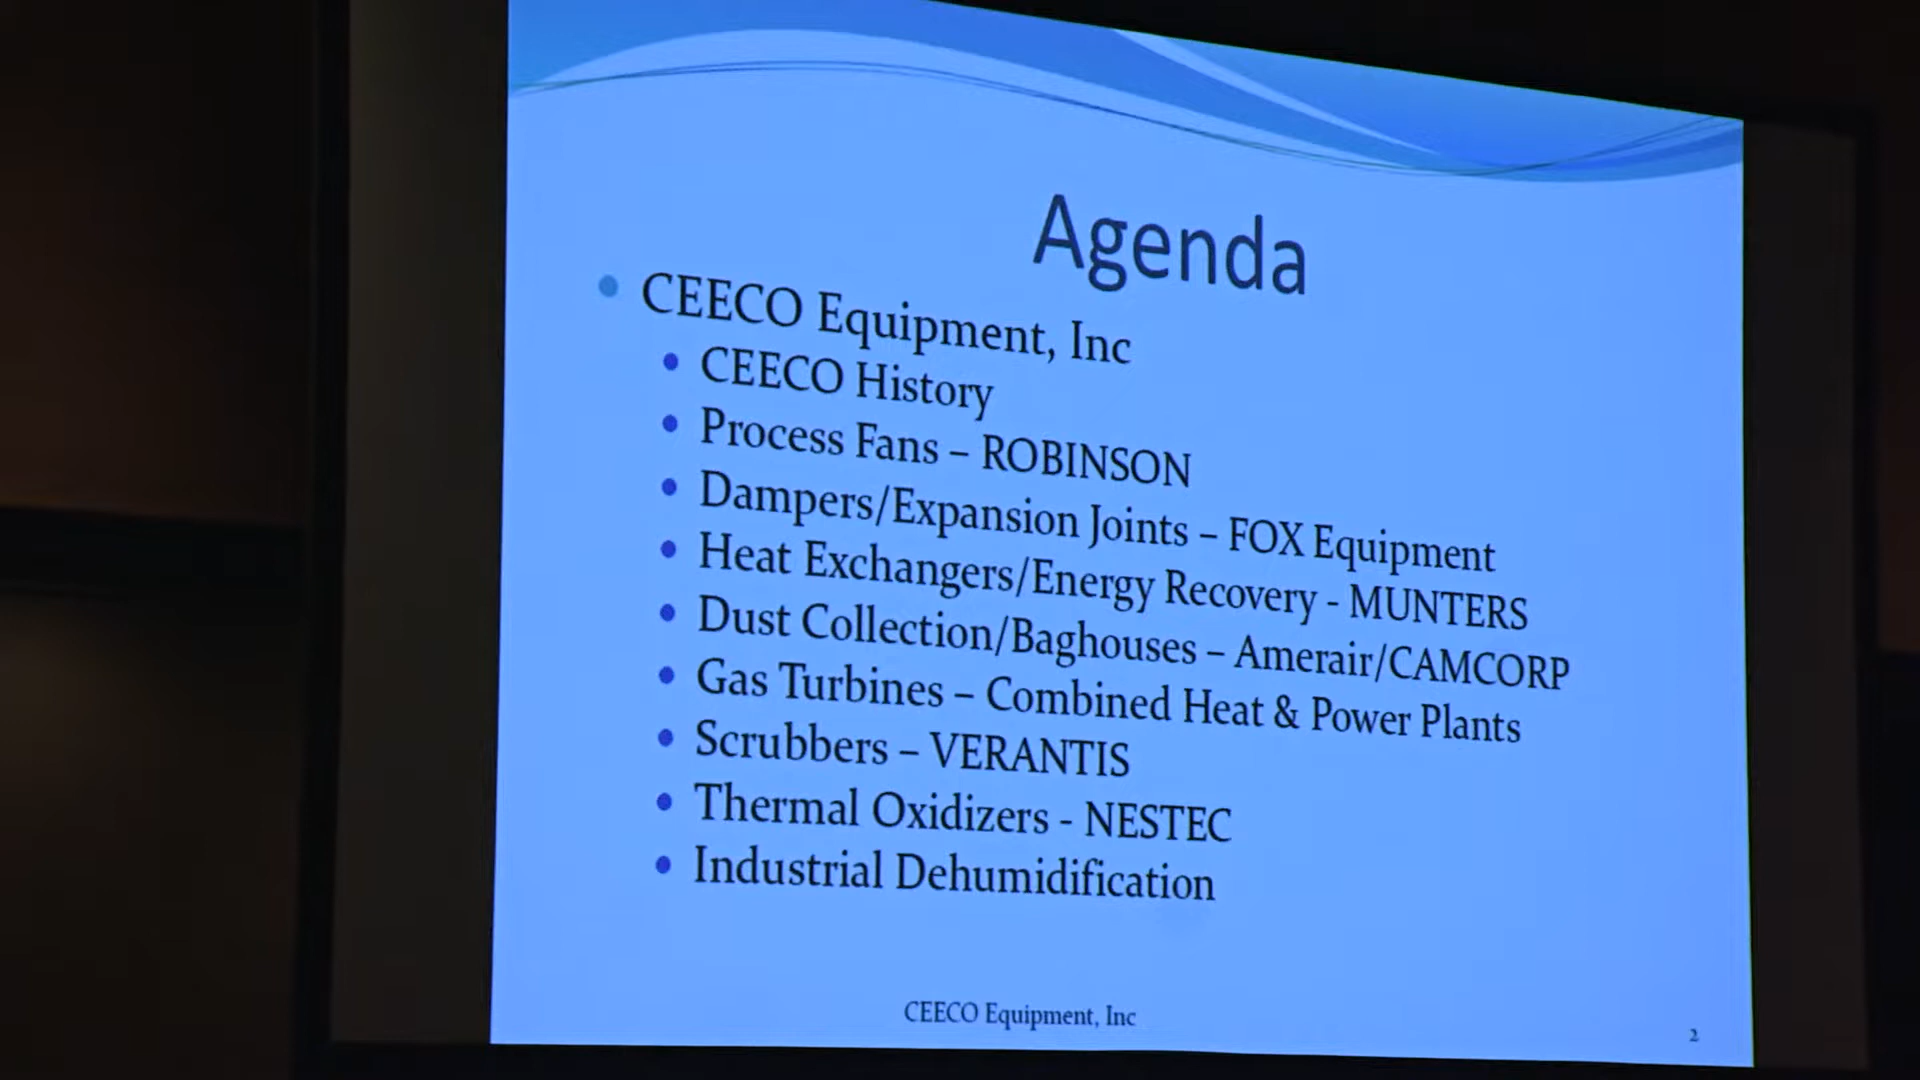 Agenda
CEECO Equipment, Inc
CEECO History
Process Fans – ROBINSON
Dampers/Expansion Joints – FOX Equipment
Heat Exchangers/Energy Recovery - MUNTERS
Dust Collection/Baghouses – Amerair/CAMCORP
Gas Turbines – Combined Heat & Power Plants
Scrubbers – VERANTIS
Thermal Oxidizers - NESTEC
Industrial Dehumidification
CEECO Equipment, Inc
2